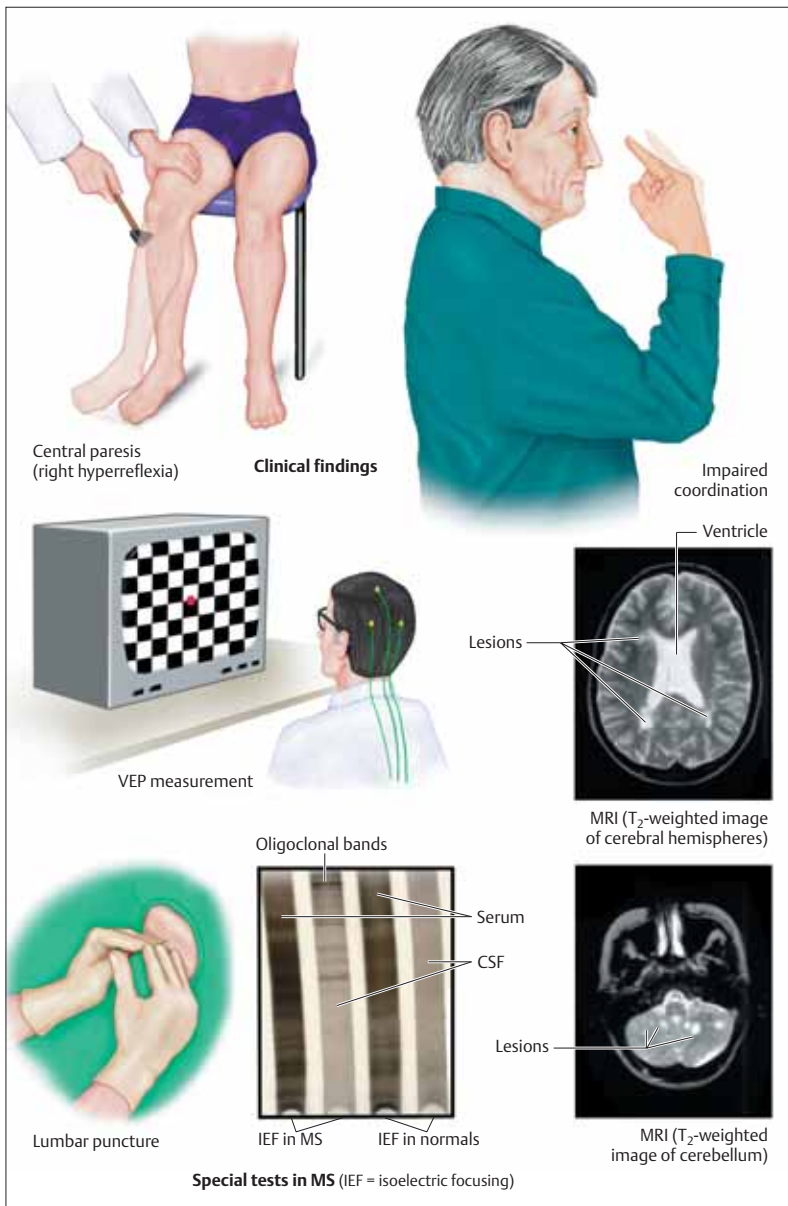 Central paresis
(right hyperreflexia)
Clinical findings
Impaired
coordination
Ventricle
Lesions
VEP measurement
MRI (T₂-weighted image
of cerebral hemispheres)
Oligoclonal bands
Serum
CSF
Lesions
Lumbar puncture
IEF in MS
IEF in normals
MRI (T₂-weighted
image of cerebellum)
Special tests in MS (IEF = isoelectric focusing)